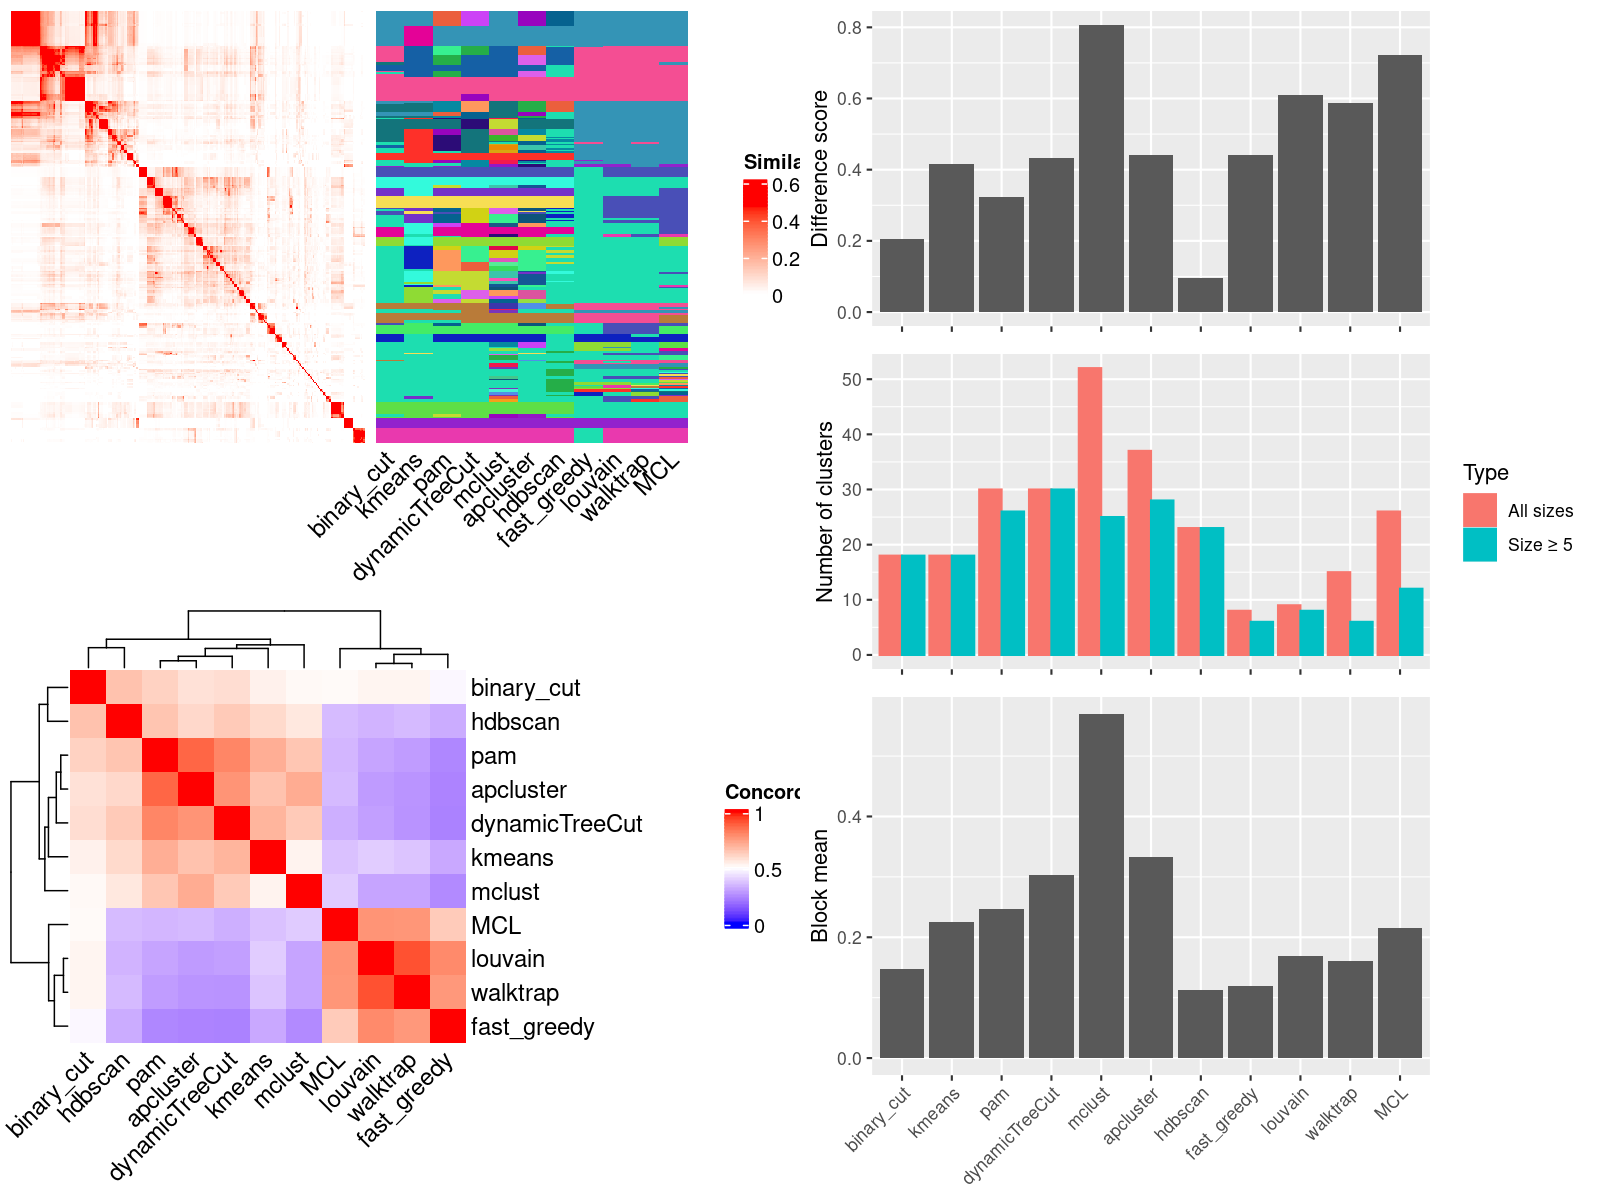 Simila
0.6
0.4
0.2
0
binary_cut
kmeans
pam
dynamicTreeCut
mclust
apcluster
hdbscan
fast_greedy
louvain
walktrap
MCL
binary_cut
hdbscan
pam
apcluster
dynamicTreeCut
kmeans
mclust
MCL
louvain
walktrap
fast_greedy
binary_cut
hdbscan
pam
apcluster
dynamicTreeCut
kmeans
mclust
MCL
louvain
walktrap
fast_greedy
Concord
1
0.5
0
Difference score
0.8
0.6
0.4
0.2
0.0
Number of clusters
50
40
30
20
10
0
Type
All sizes
Size ≥ 5
Block mean
0.4
0.2
0.0
binary_cut
kmeans
pam
dynamicTreeCut
mclust
apcluster
hdbscan
fast_greedy
louvain
walktrap
MCL